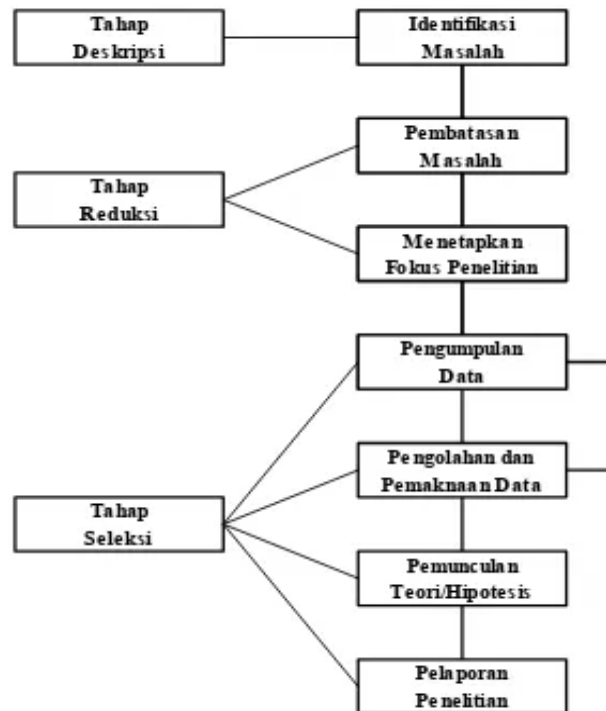 Tahap
Deskripsi
Identifikasi
Masalah
Pembatasan
Masalah
Tahap
Reduksi
Menetapkan
Fokus Penelitian
Pengumpulan
Data
Pengolahan dan
Pemaknaan Data
Tahap
Seleksi
Pemunculan
Teori/Hipotesis
Pelaporan
Penelitian